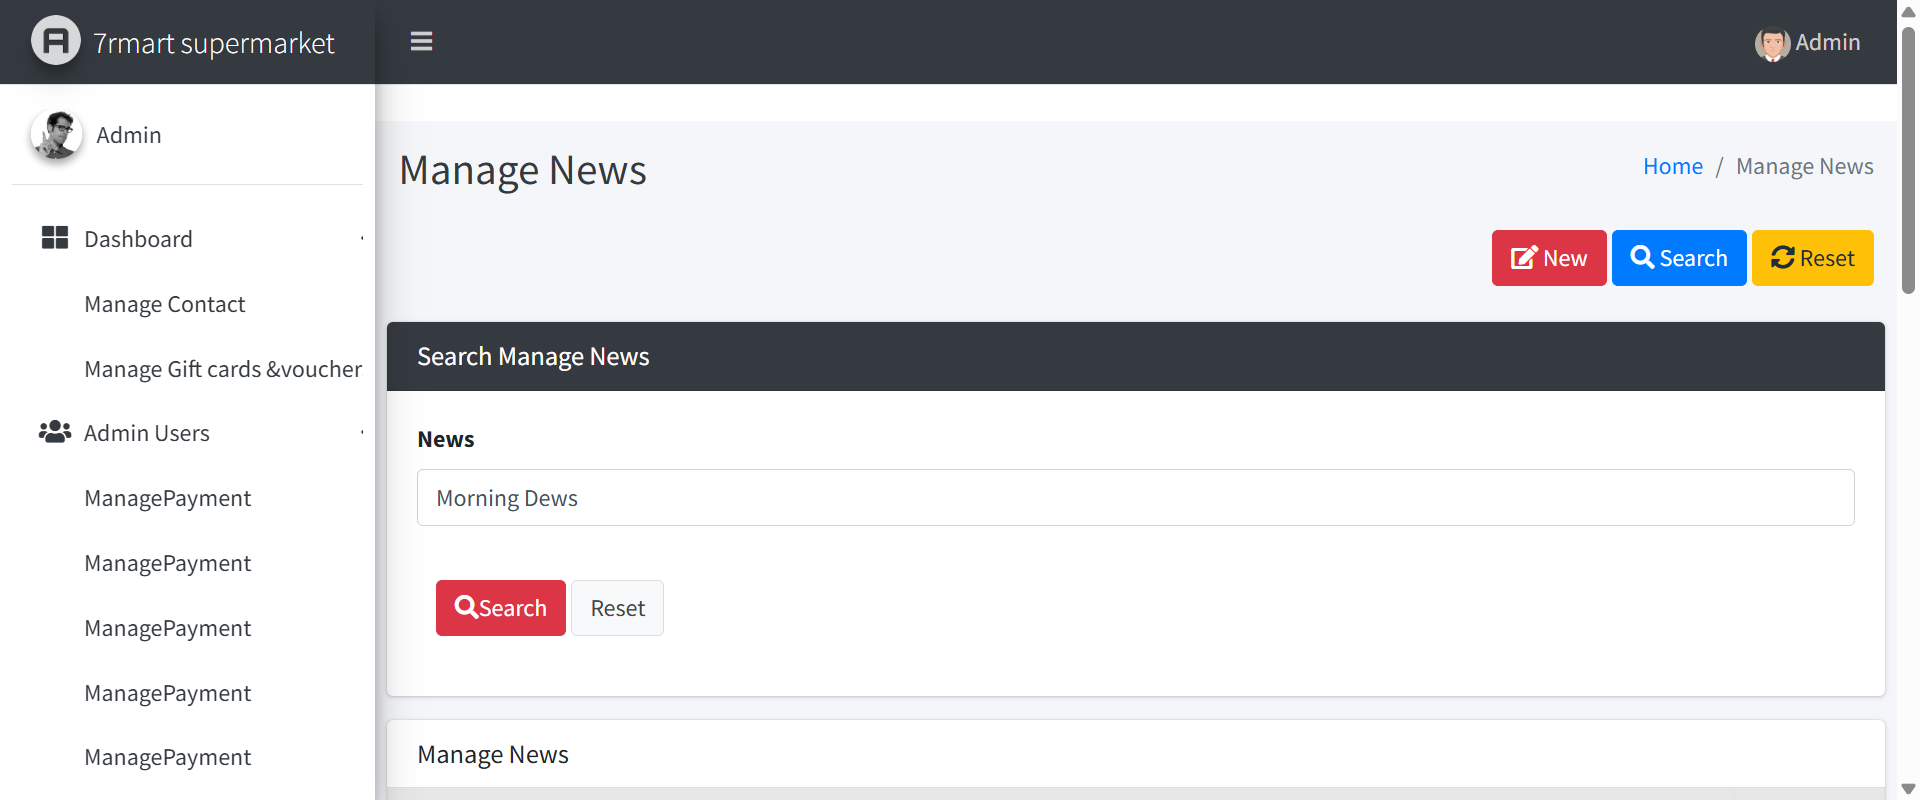 7rmart supermarket
Admin
Admin
Manage News
Home / Manage News
Dashboard
Manage Contact
Manage Gift cards &voucher
Admin Users
ManagePayment
ManagePayment
ManagePayment
ManagePayment
ManagePayment
New
Search
Reset
Search Manage News
News
Morning Dews
Search
Reset
Manage News